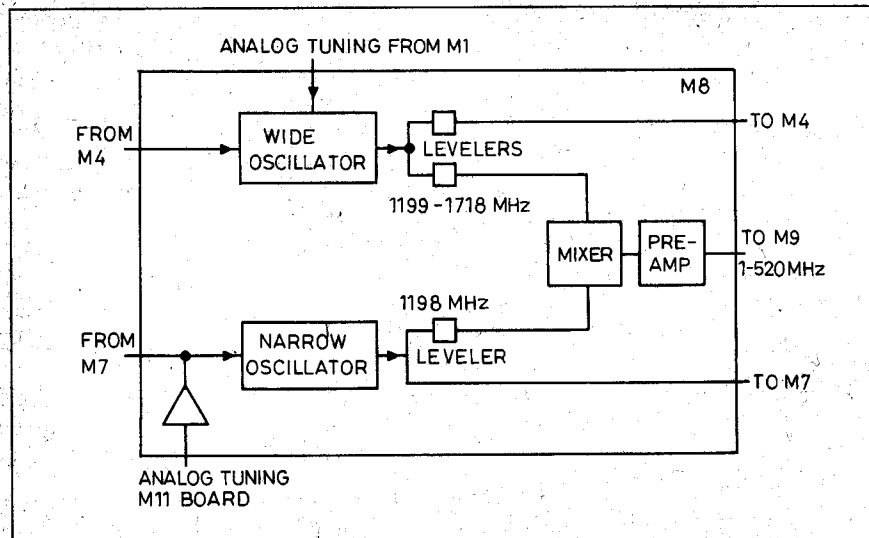 ANALOG TUNING FROM M1
M8
FROM
M4
WIDE
OSCILLATOR
LEVELERS
TO M4
1199-1718 MHz
MIXER
PRE-
AMP
TO M9
1-520MHz
1198 MHz
FROM
M7
NARROW
OSCILLATOR
LEVELER
TO M7
ANALOG TUNING
M11 BOARD